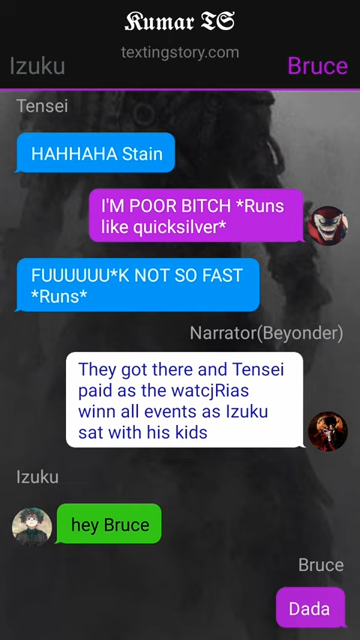 Kumar TS
textingstory.com
Izuku
Bruce
Tensei
HAHHAHA Stain
I'M POOR BITCH *Runs
like quicksilver*
FUUUUUU*K NOT SO FAST
*Runs*
Narrator(Beyonder)
They got there and Tensei
paid as the watcjRias
winn all events as Izuku
sat with his kids
Izuku
hey Bruce
Bruce
Dada